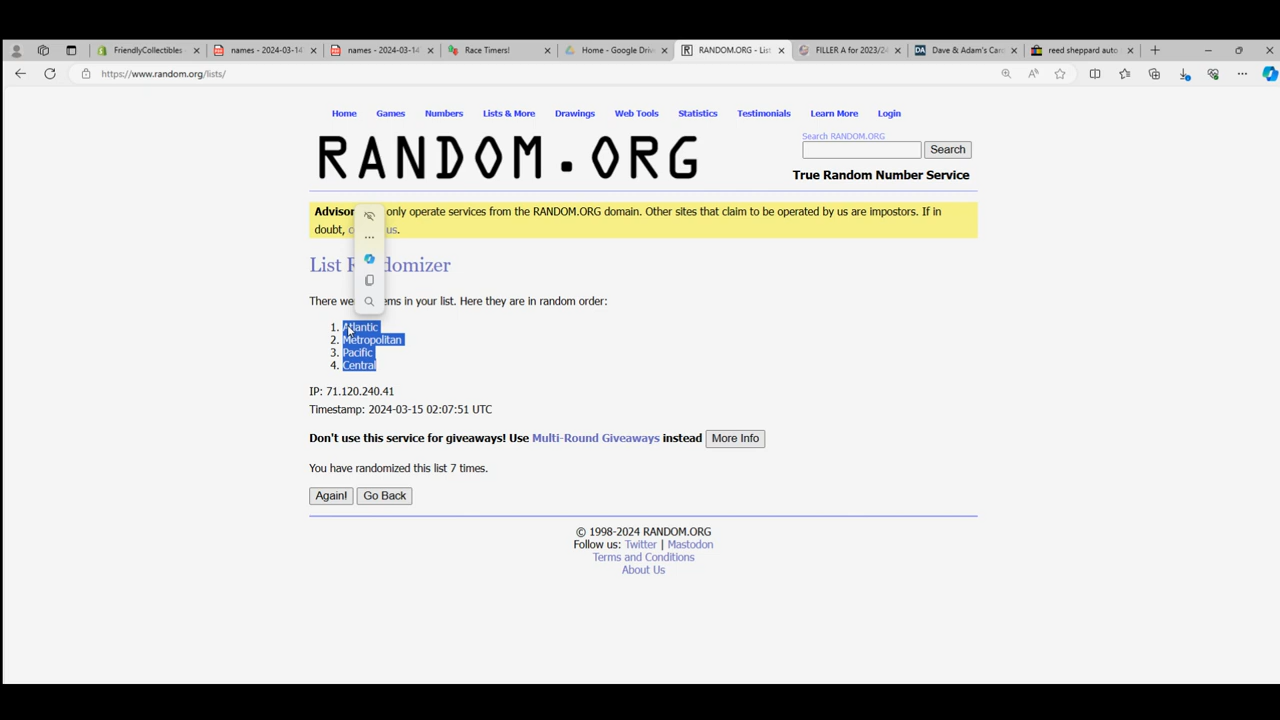 FriendlyCollectibles
names - 2024-03-14
names - 2024-03-14
Race Timers!
Home - Google Driv
RANDOM.ORG - List
FILLER A for 2023/24
Dave & Adam's Car
reed sheppard auto
https://www.random.org/lists/
Home Games Numbers Lists & More Drawings Web Tools Statistics Testimonials Learn More Login
RANDOM.ORG
Search RANDOM.ORG
Search
True Random Number Service
Advisor only operate services from the RANDOM.ORG domain. Other sites that claim to be operated by us are impostors. If in
doubt, us.
List R domizer
There we ems in your list. Here they are in random order:
1. Atlantic
2. Metropolitan
3. Pacific
4. Central
IP: 71.120.240.41
Timestamp: 2024-03-15 02:07:51 UTC
Don't use this service for giveaways! Use Multi-Round Giveaways instead More Info
You have randomized this list 7 times.
Again! Go Back
© 1998-2024 RANDOM.ORG
Follow us: Twitter | Mastodon
Terms and Conditions
About Us